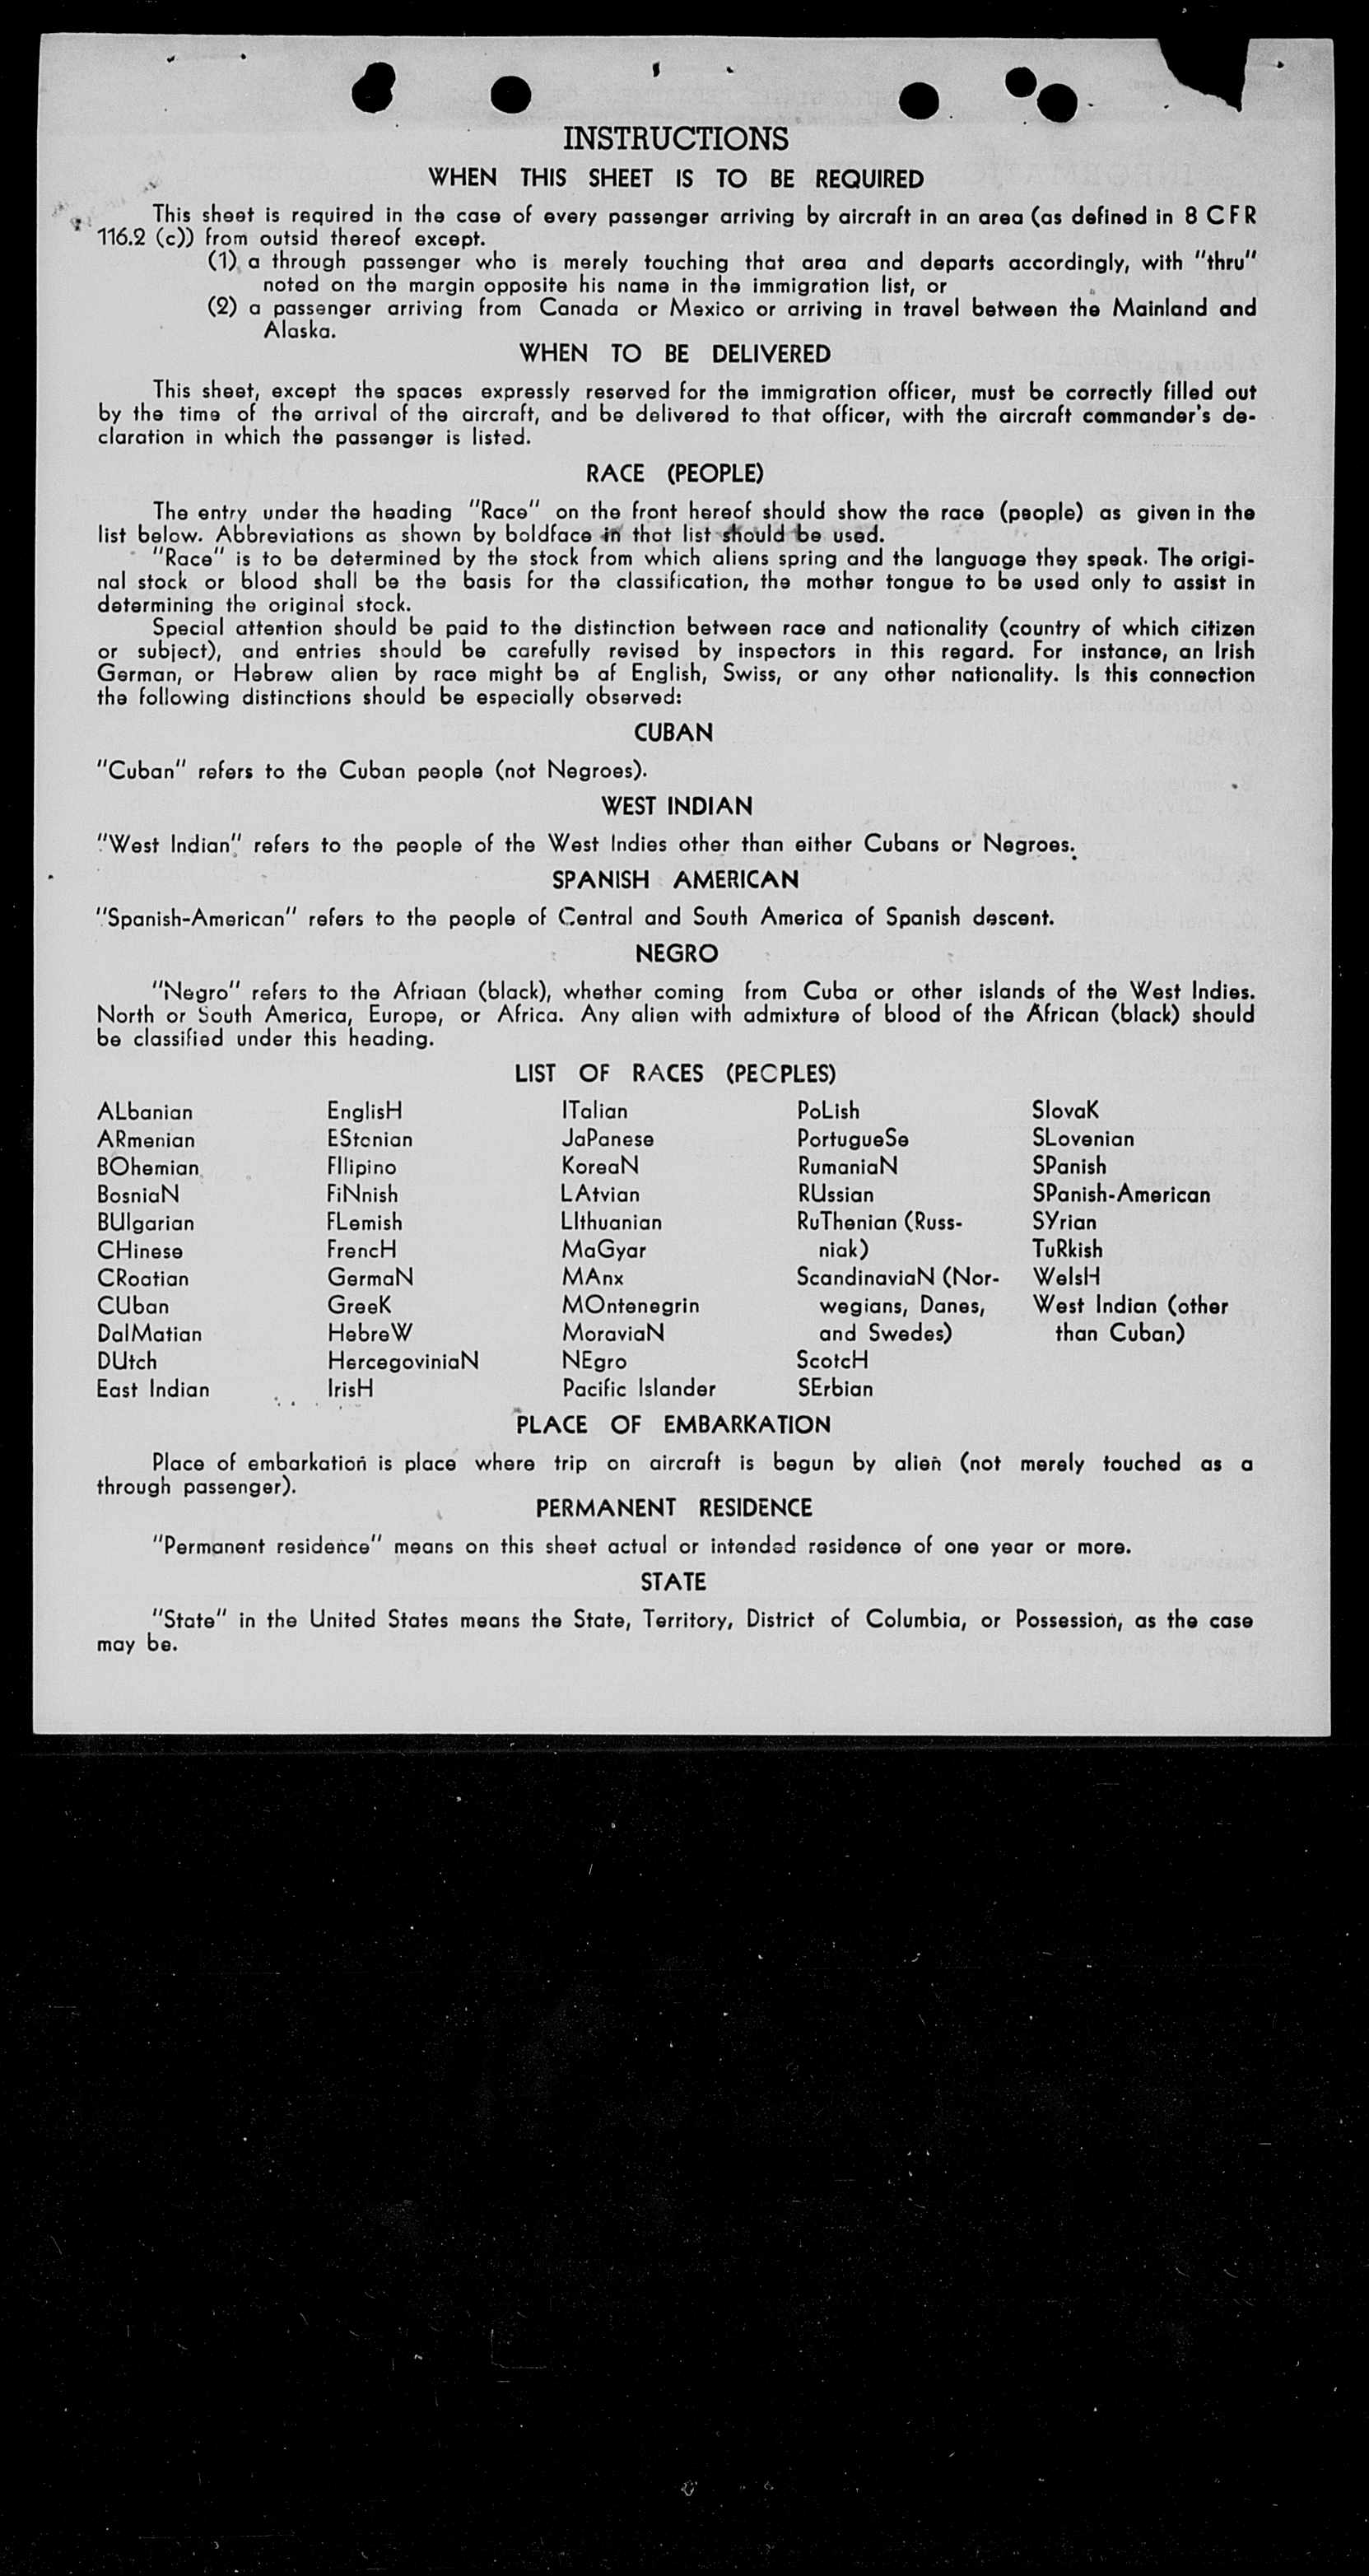 INSTRUCTIONS
WHEN THIS SHEET IS TO BE REQUIRED
This sheet is required in the case of every passenger arriving by aircraft in an area (as defined in 8 CFR
116.2 (c)) from outsid thereof except.
(1) a through passenger who is merely touching that area and departs accordingly, with "thru"
noted on the margin opposite his name in the immigration list, or
(2) a passenger arriving from Canada or Mexico or arriving in travel between the Mainland and
Alaska.
WHEN TO BE DELIVERED
This sheet, except the spaces expressly reserved for the immigration officer, must be correctly filled out
by the time of the arrival of the aircraft, and be delivered to that officer, with the aircraft commander's de-
claration in which the passenger is listed.
RACE (PEOPLE)
The entry under the heading "Race" on the front hereof should show the race (people) as given in the
list below. Abbreviations as shown by boldface in that list should be used.
"Race" is to be determined by the stock from which aliens spring and the language they speak. The origi-
nal stock or blood shall be the basis for the classification, the mother tongue to be used only to assist in
determining the original stock.
Special attention should be paid to the distinction between race and nationality (country of which citizen
or subject), and entries should be carefully revised by inspectors in this regard. For instance, an Irish
German, or Hebrew alien by race might be af English, Swiss, or any other nationality. Is this connection
the following distinctions should be especially observed:
CUBAN
"Cuban" refers to the Cuban people (not Negroes).
WEST INDIAN
"West Indian" refers to the people of the West Indies other than either Cubans or Negroes.
SPANISH AMERICAN
"Spanish-American" refers to the people of Central and South America of Spanish descent.
NEGRO
"Negro" refers to the Afriaan (black), whether coming from Cuba or other islands of the West Indies.
North or South America, Europe, or Africa. Any alien with admixture of blood of the African (black) should
be classified under this heading.
LIST OF RACES (PECPLES)
ALbanian
ARmenian
BOhemian
BosniaN
BUlgarian
CHinese
CRoatian
CUban
DalMatian
DUtch
East Indian
EnglisH
EStonian
FIlipino
FiNnish
FLemish
FrencH
GermaN
GreeK
HebreW
HercegoviniaN
IrisH
ITalian
JaPanese
KoreaN
LAtvian
LIthuanian
MaGyar
MAnx
MOntenegrin
MoraviaN
NEgro
Pacific Islander
PoLish
PortugueSe
RumaniaN
RUssian
RuThenian (Russ-
niak)
ScandinaviaN (Nor-
wegians, Danes,
and Swedes)
ScotcH
SErbian
SlovaK
SLovenian
SPanish
SPanish-American
SYrian
TuRkish
WelsH
West Indian (other
than Cuban)
PLACE OF EMBARKATION
Place of embarkation is place where trip on aircraft is begun by alien (not merely touched as a
through passenger).
PERMANENT RESIDENCE
"Permanent residence" means on this sheet actual or intended residence of one year or more.
STATE
"State" in the United States means the State, Territory, District of Columbia, or Possession, as the case
may be.